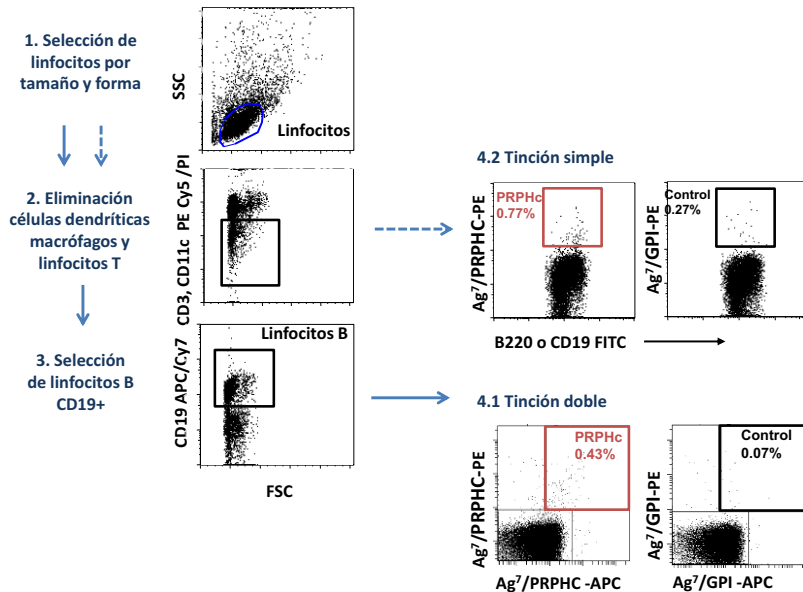 1. Selección de
linfocitos por
tamaño y forma
SSC
Linfocitos
2. Eliminación
células dendríticas
macrófagos y
linfocitos T
CD3, CD11c PE Cy5 /PI
3. Selección
de linfocitos B
CD19+
CD19 APC/Cy7
Linfocitos B
FSC
4.2 Tinción simple
Ag⁷/PRPHC-PE
PRPHc
0.77%
Ag⁷/GPI-PE
Control
0.27%
B220 o CD19 FITC
4.1 Tinción doble
Ag⁷/PRPHC-PE
PRPHc
0.43%
Ag⁷/PRPHC -APC
Ag⁷/GPI-PE
Control
0.07%
Ag⁷/GPI -APC